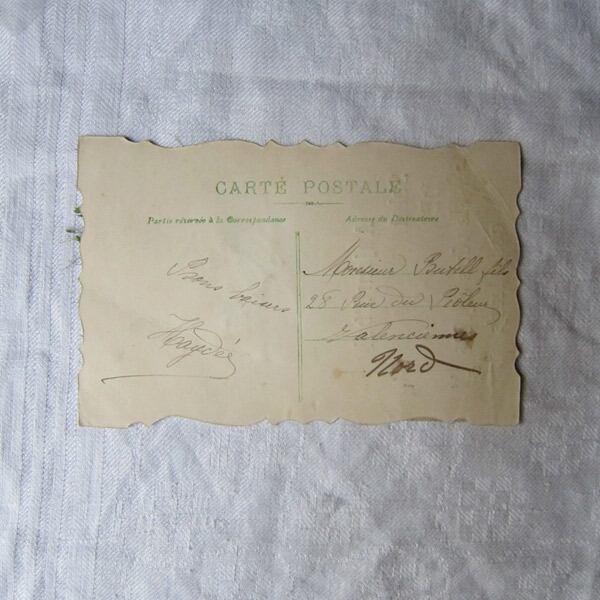 CARTE POSTALE
Partie réservée à la Correspondance
Adresse du Destinataire
Bons baisers
Haydée
Monsieur fils
28 Rue du
Valenciennes
Nord